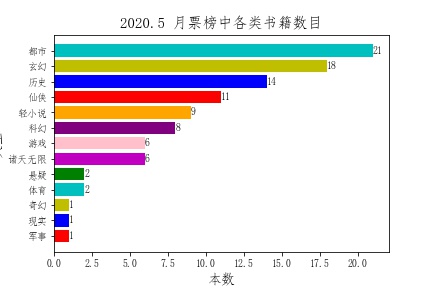 2020.5 月票榜中各类书籍数目
都市 21
玄幻 18
历史 14
仙侠 11
轻小说 9
科幻 8
游戏 6
诸天无限 6
悬疑 2
体育 2
奇幻 1
现实 1
军事 1
0.0 2.5 5.0 7.5 10.0 12.5 15.0 17.5 20.0
本数